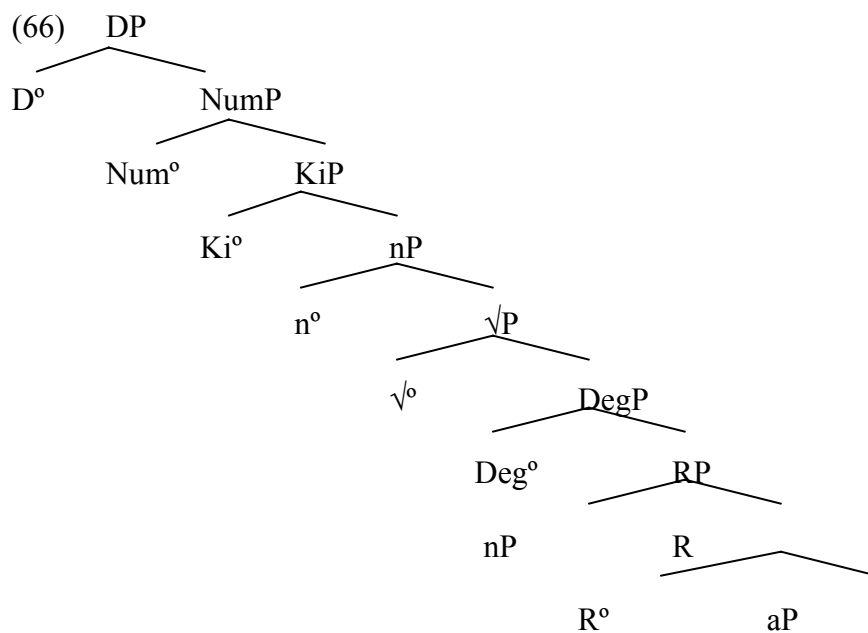 (66) DP
Dº NumP
Numº KiP
Kiº nP
nº √P
√º DegP
Degº RP
nP R
Rº aP